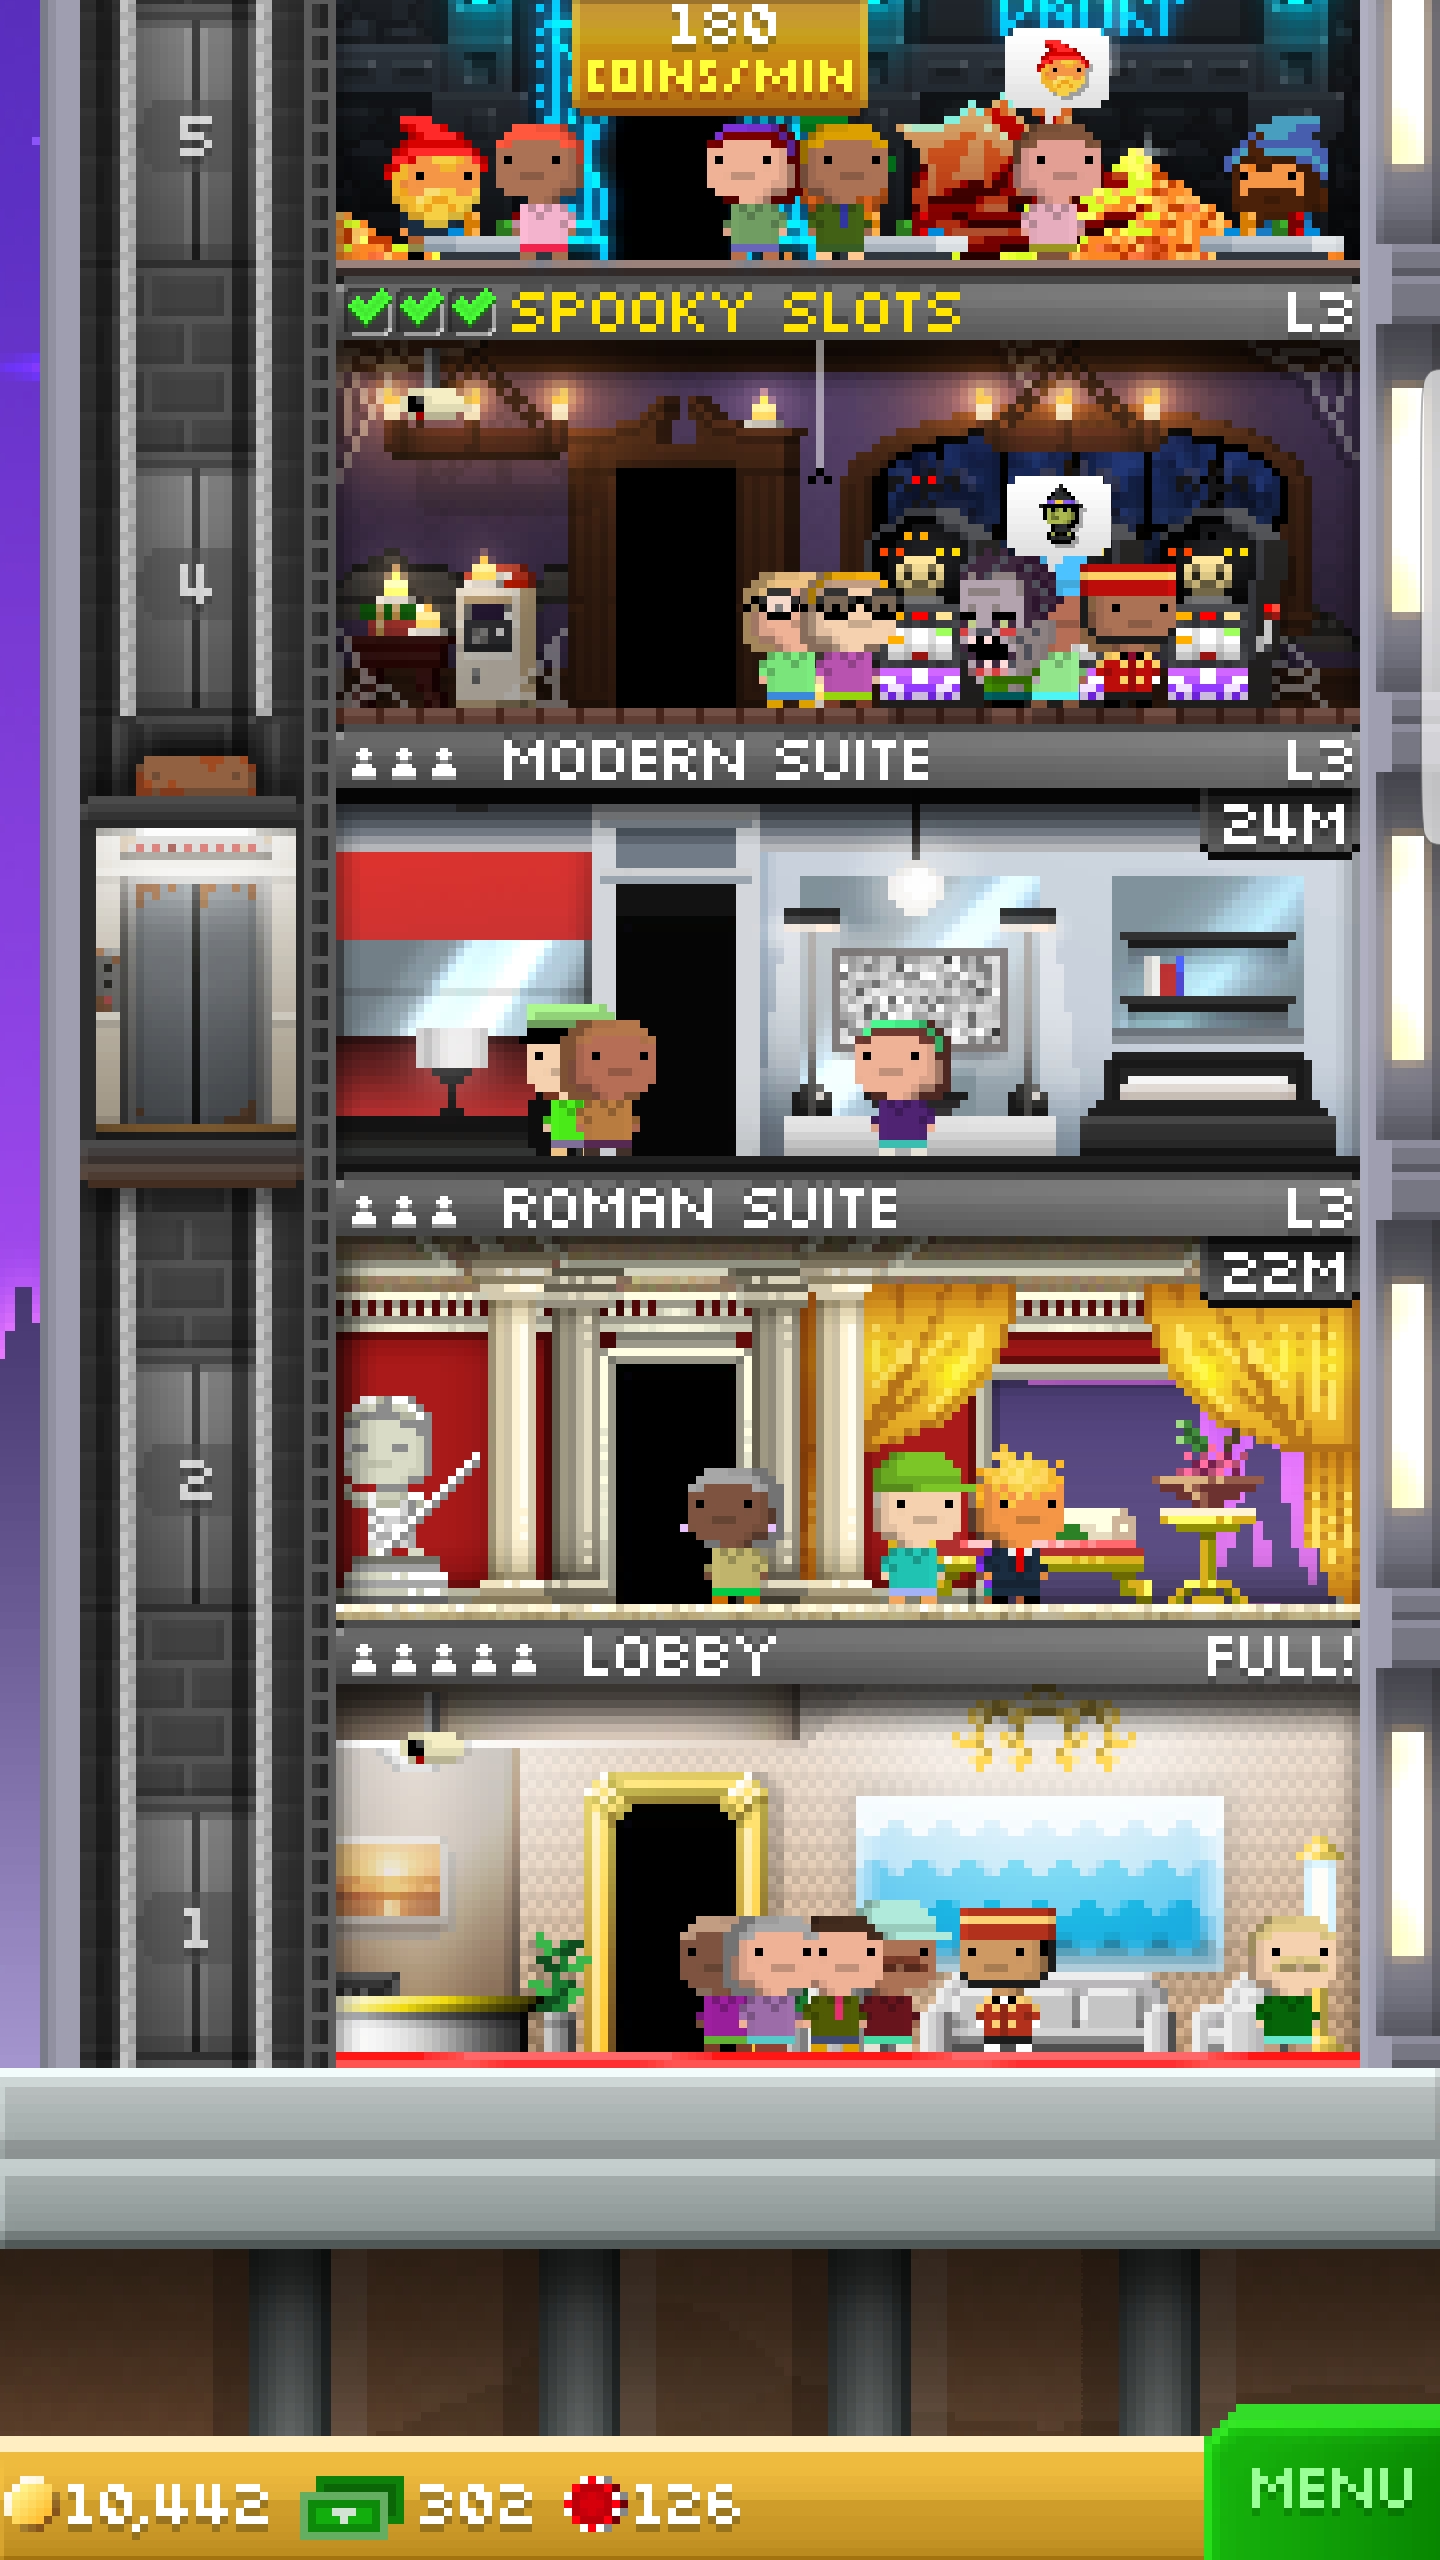 180
COINS/MIN
5
SPOOKY SLOTS L3
4
MODERN SUITE L3
24M
ROMAN SUITE L3
22M
2
LOBBY FULL!
1
10,442 302 126
MENU